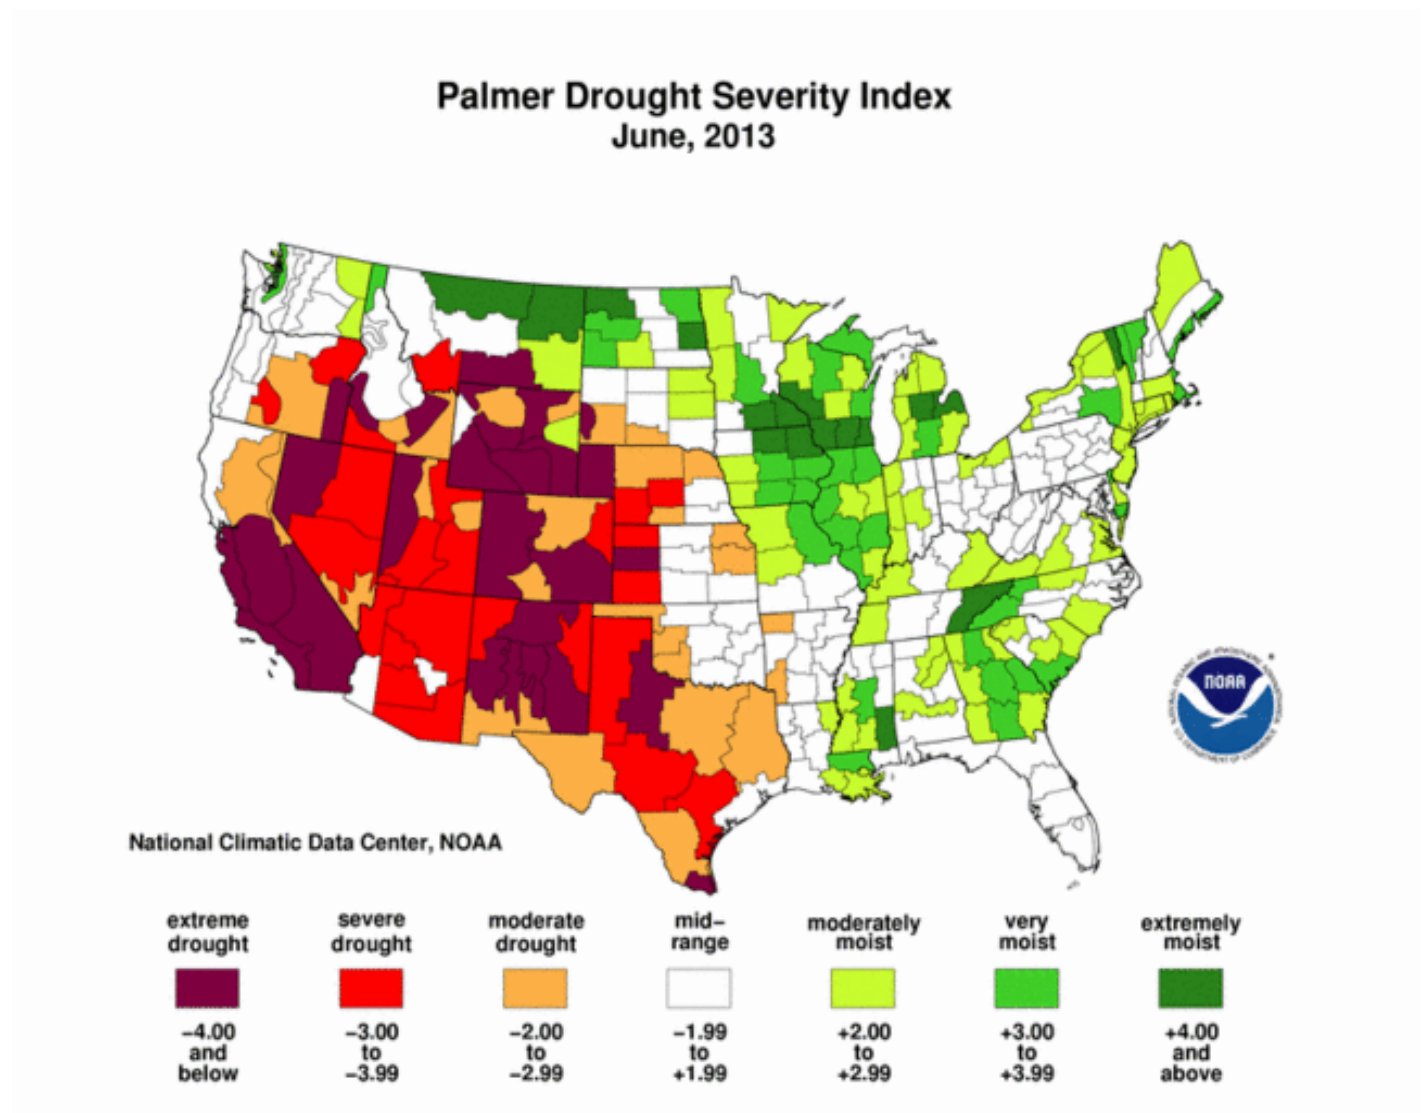 Palmer Drought Severity Index
June, 2013
NOAA
National Climatic Data Center, NOAA
extreme drought
severe drought
moderate drought
mid-range
moderately moist
very moist
extremely moist
-4.00 and below
-3.00 to -3.99
-2.00 to -2.99
-1.99 to +1.99
+2.00 to +2.99
+3.00 to +3.99
+4.00 and above